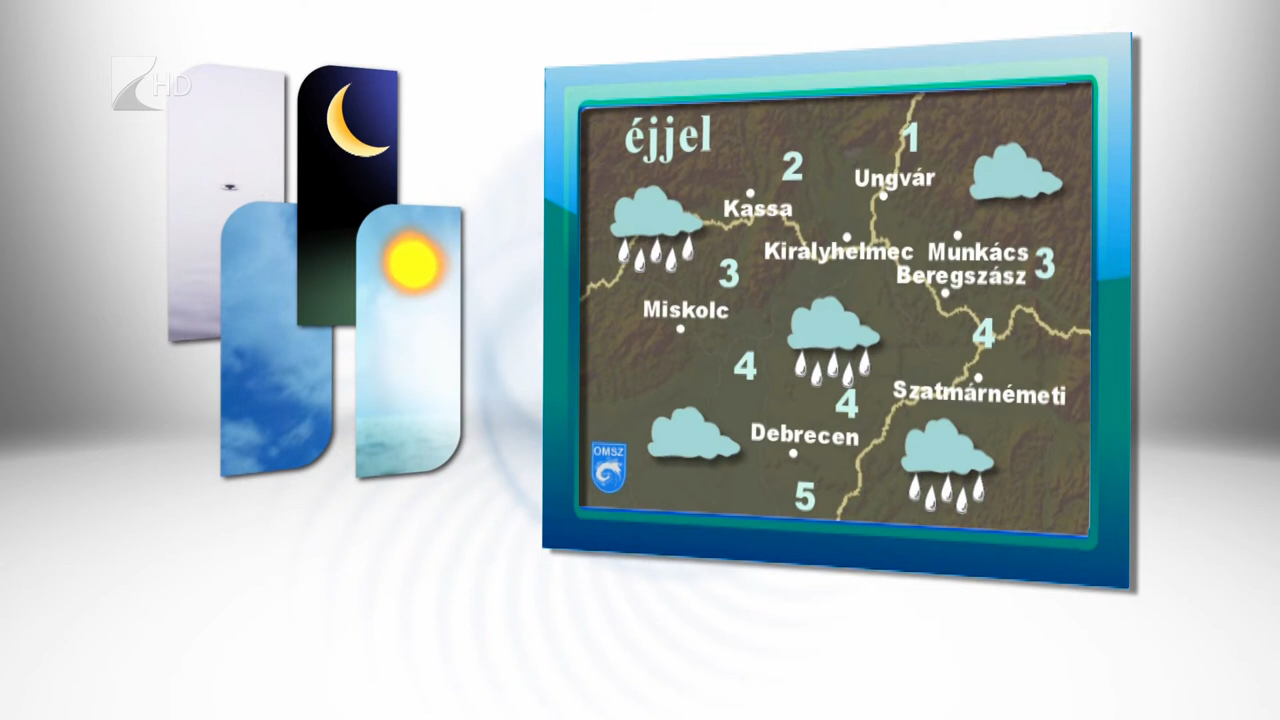 HD
éjjel
1
2
Ungvár
Kassa
Királyhelmec
Munkács
3
3
Beregszász
Miskolc
4
4
Szatmárnémeti
4
Debrecen
OMSZ
5